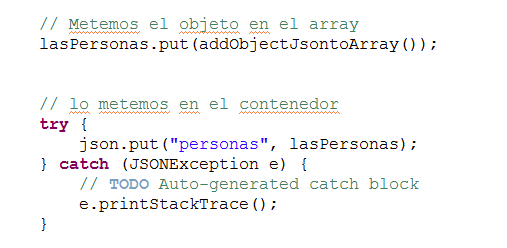 // Metemos el objeto en el array
lasPersonas.put(addObjectJsontoArray());
// lo metemos en el contenedor
try {
json.put("personas", lasPersonas);
} catch (JSONException e) {
// TODO Auto-generated catch block
e.printStackTrace();
}